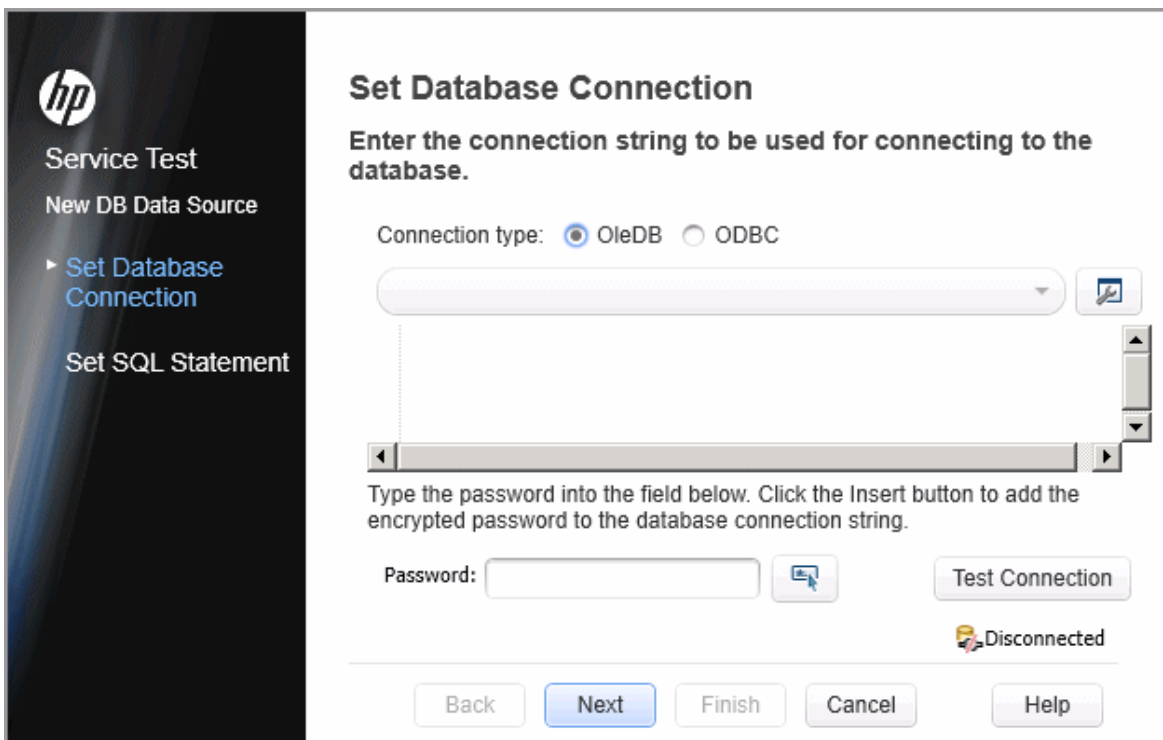 hp
Service Test
New DB Data Source
Set Database
Connection
Set SQL Statement
Set Database Connection
Enter the connection string to be used for connecting to the
database.
Connection type: OleDB ODBC
Type the password into the field below. Click the Insert button to add the
encrypted password to the database connection string.
Password: Test Connection
Disconnected
Back Next Finish Cancel Help